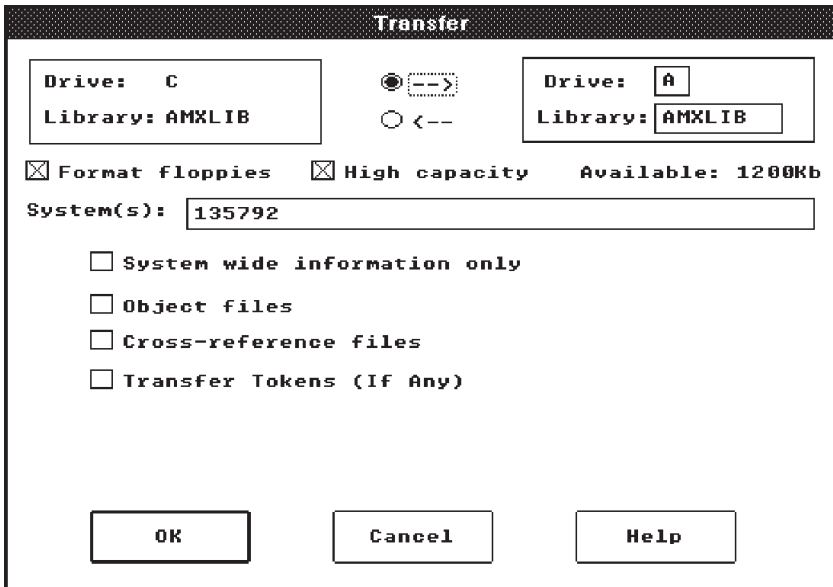 Transfer
Drive: C
Library: AMXLIB
-->
<--
Drive: A
Library: AMXLIB
Format floppies
High capacity
Available: 1200Kb
System(s): 135792
System wide information only
Object files
Cross-reference files
Transfer Tokens (If Any)
OK
Cancel
Help